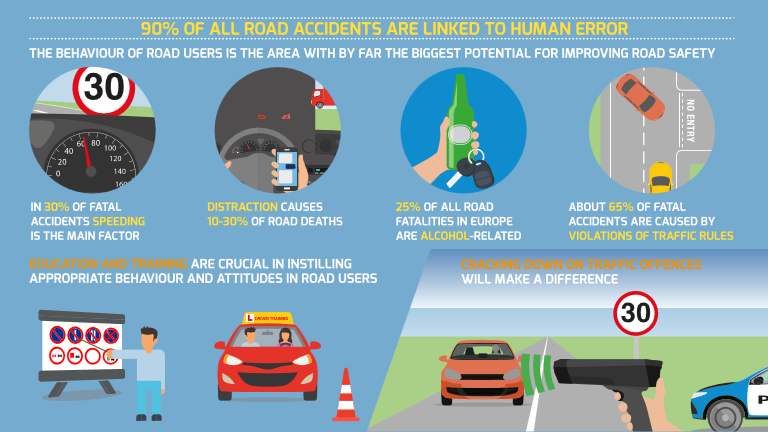 90% OF ALL ROAD ACCIDENTS ARE LINKED TO HUMAN ERROR
THE BEHAVIOUR OF ROAD USERS IS THE AREA WITH BY FAR THE BIGGEST POTENTIAL FOR IMPROVING ROAD SAFETY
30
0 20 40 60 80 100 120 140 160
NO ENTRY
IN 30% OF FATAL
ACCIDENTS SPEEDING
IS THE MAIN FACTOR
DISTRACTION CAUSES
10-30% OF ROAD DEATHS
25% OF ALL ROAD
FATALITIES IN EUROPE
ARE ALCOHOL-RELATED
ABOUT 65% OF FATAL
ACCIDENTS ARE CAUSED BY
VIOLATIONS OF TRAFFIC RULES
EDUCATION AND TRAINING ARE CRUCIAL IN INSTILLING
APPROPRIATE BEHAVIOUR AND ATTITUDES IN ROAD USERS
L DRIVER TRAINING
CRACKING DOWN ON TRAFFIC OFFENCES
WILL MAKE A DIFFERENCE
30
P